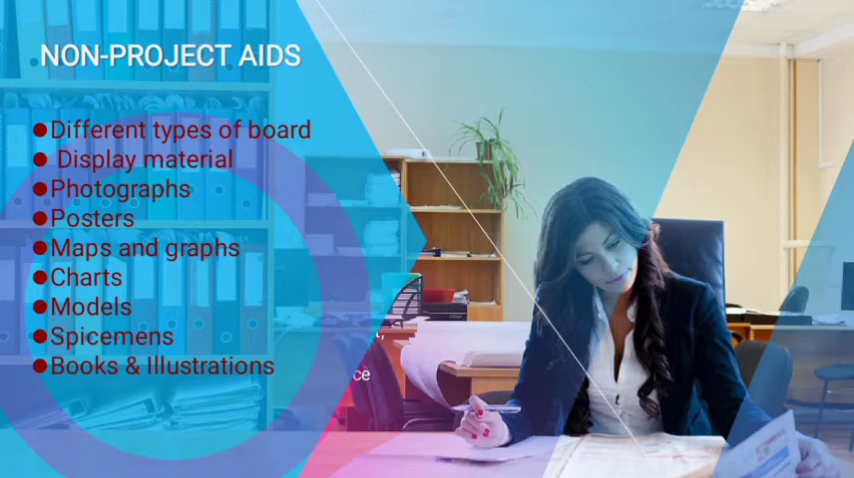 NON-PROJECT AIDS
●Different types of board
● Display material
●Photographs
●Posters
●Maps and graphs
●Charts
●Models
●Spicemens
●Books & Illustrations
ce